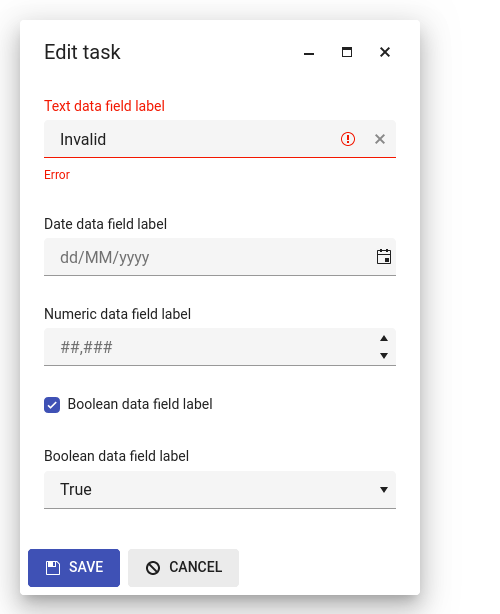 Edit task
Text data field label
Invalid
Error
Date data field label
dd/MM/yyyy
Numeric data field label
##,###
Boolean data field label
Boolean data field label
True
SAVE CANCEL